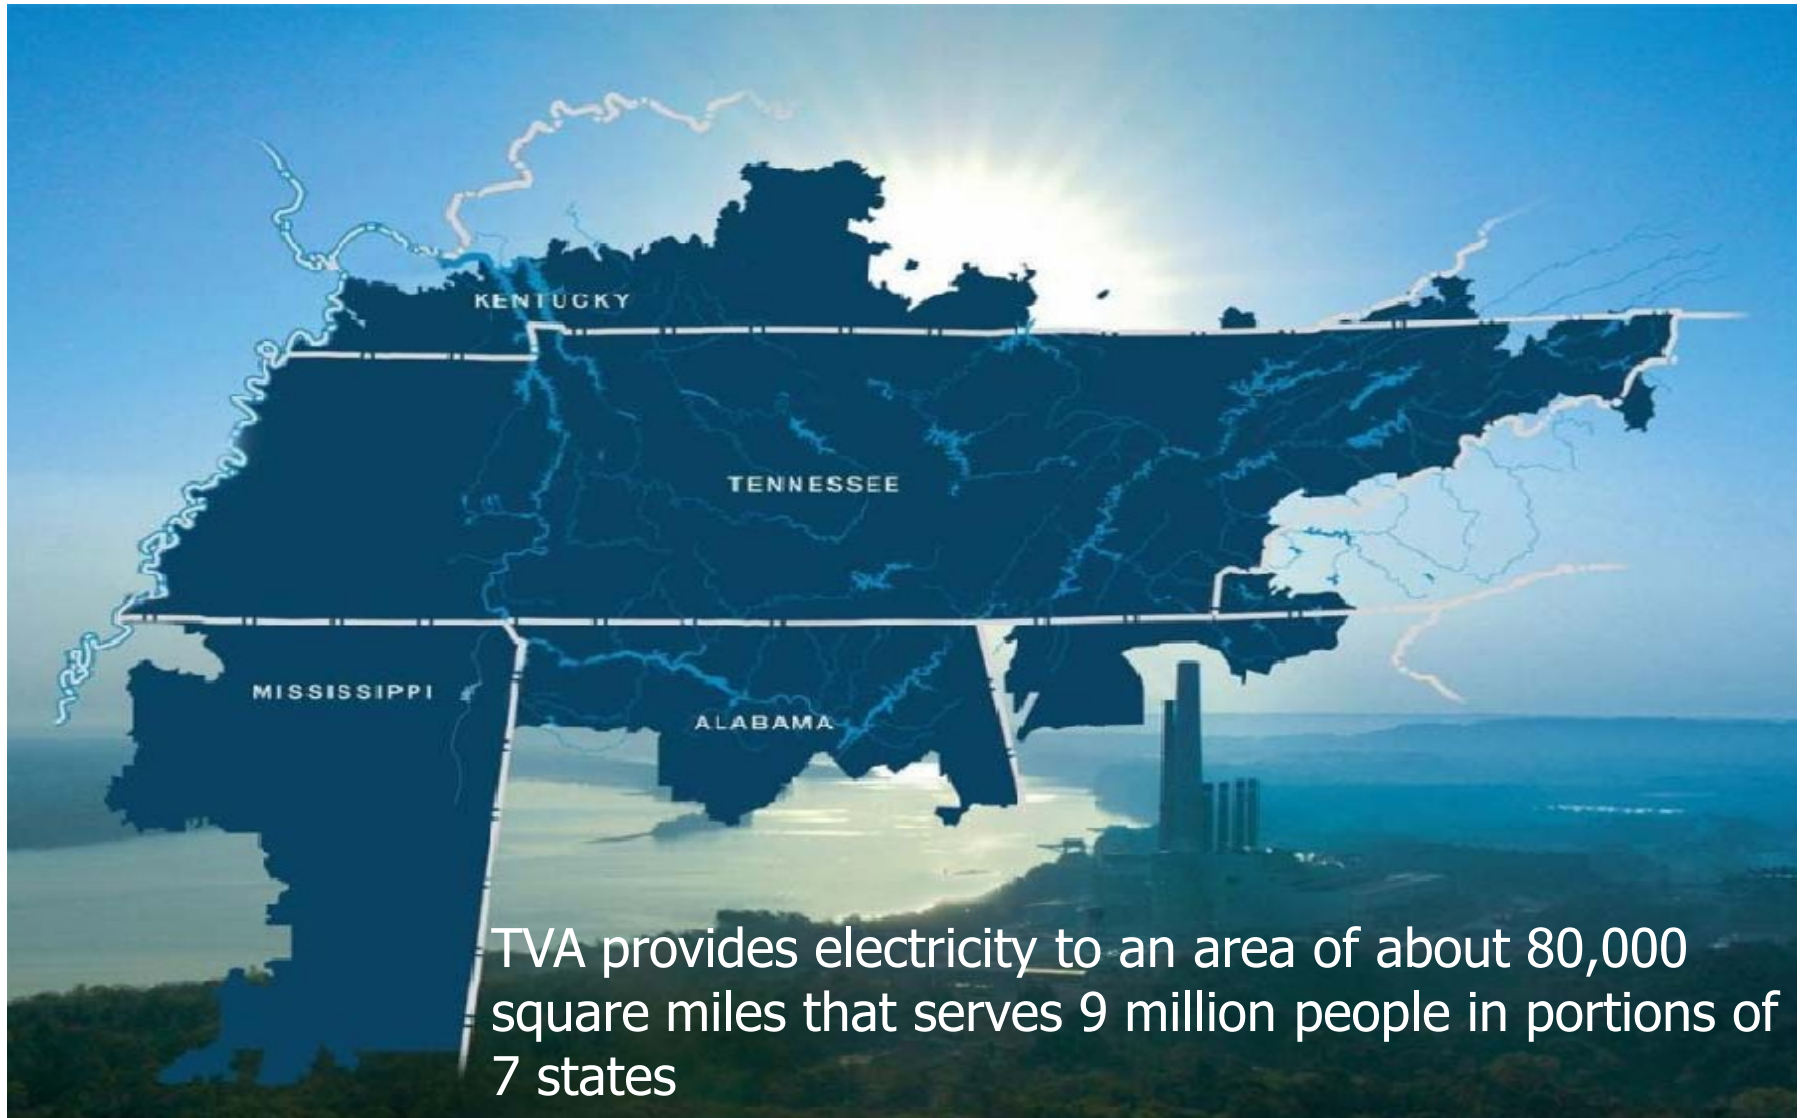 KENTUCKY
TENNESSEE
MISSISSIPPI
ALABAMA
TVA provides electricity to an area of about 80,000
square miles that serves 9 million people in portions of
7 states